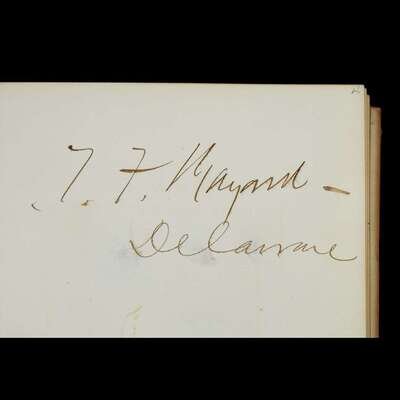 T. F. Bayard –
Delaware